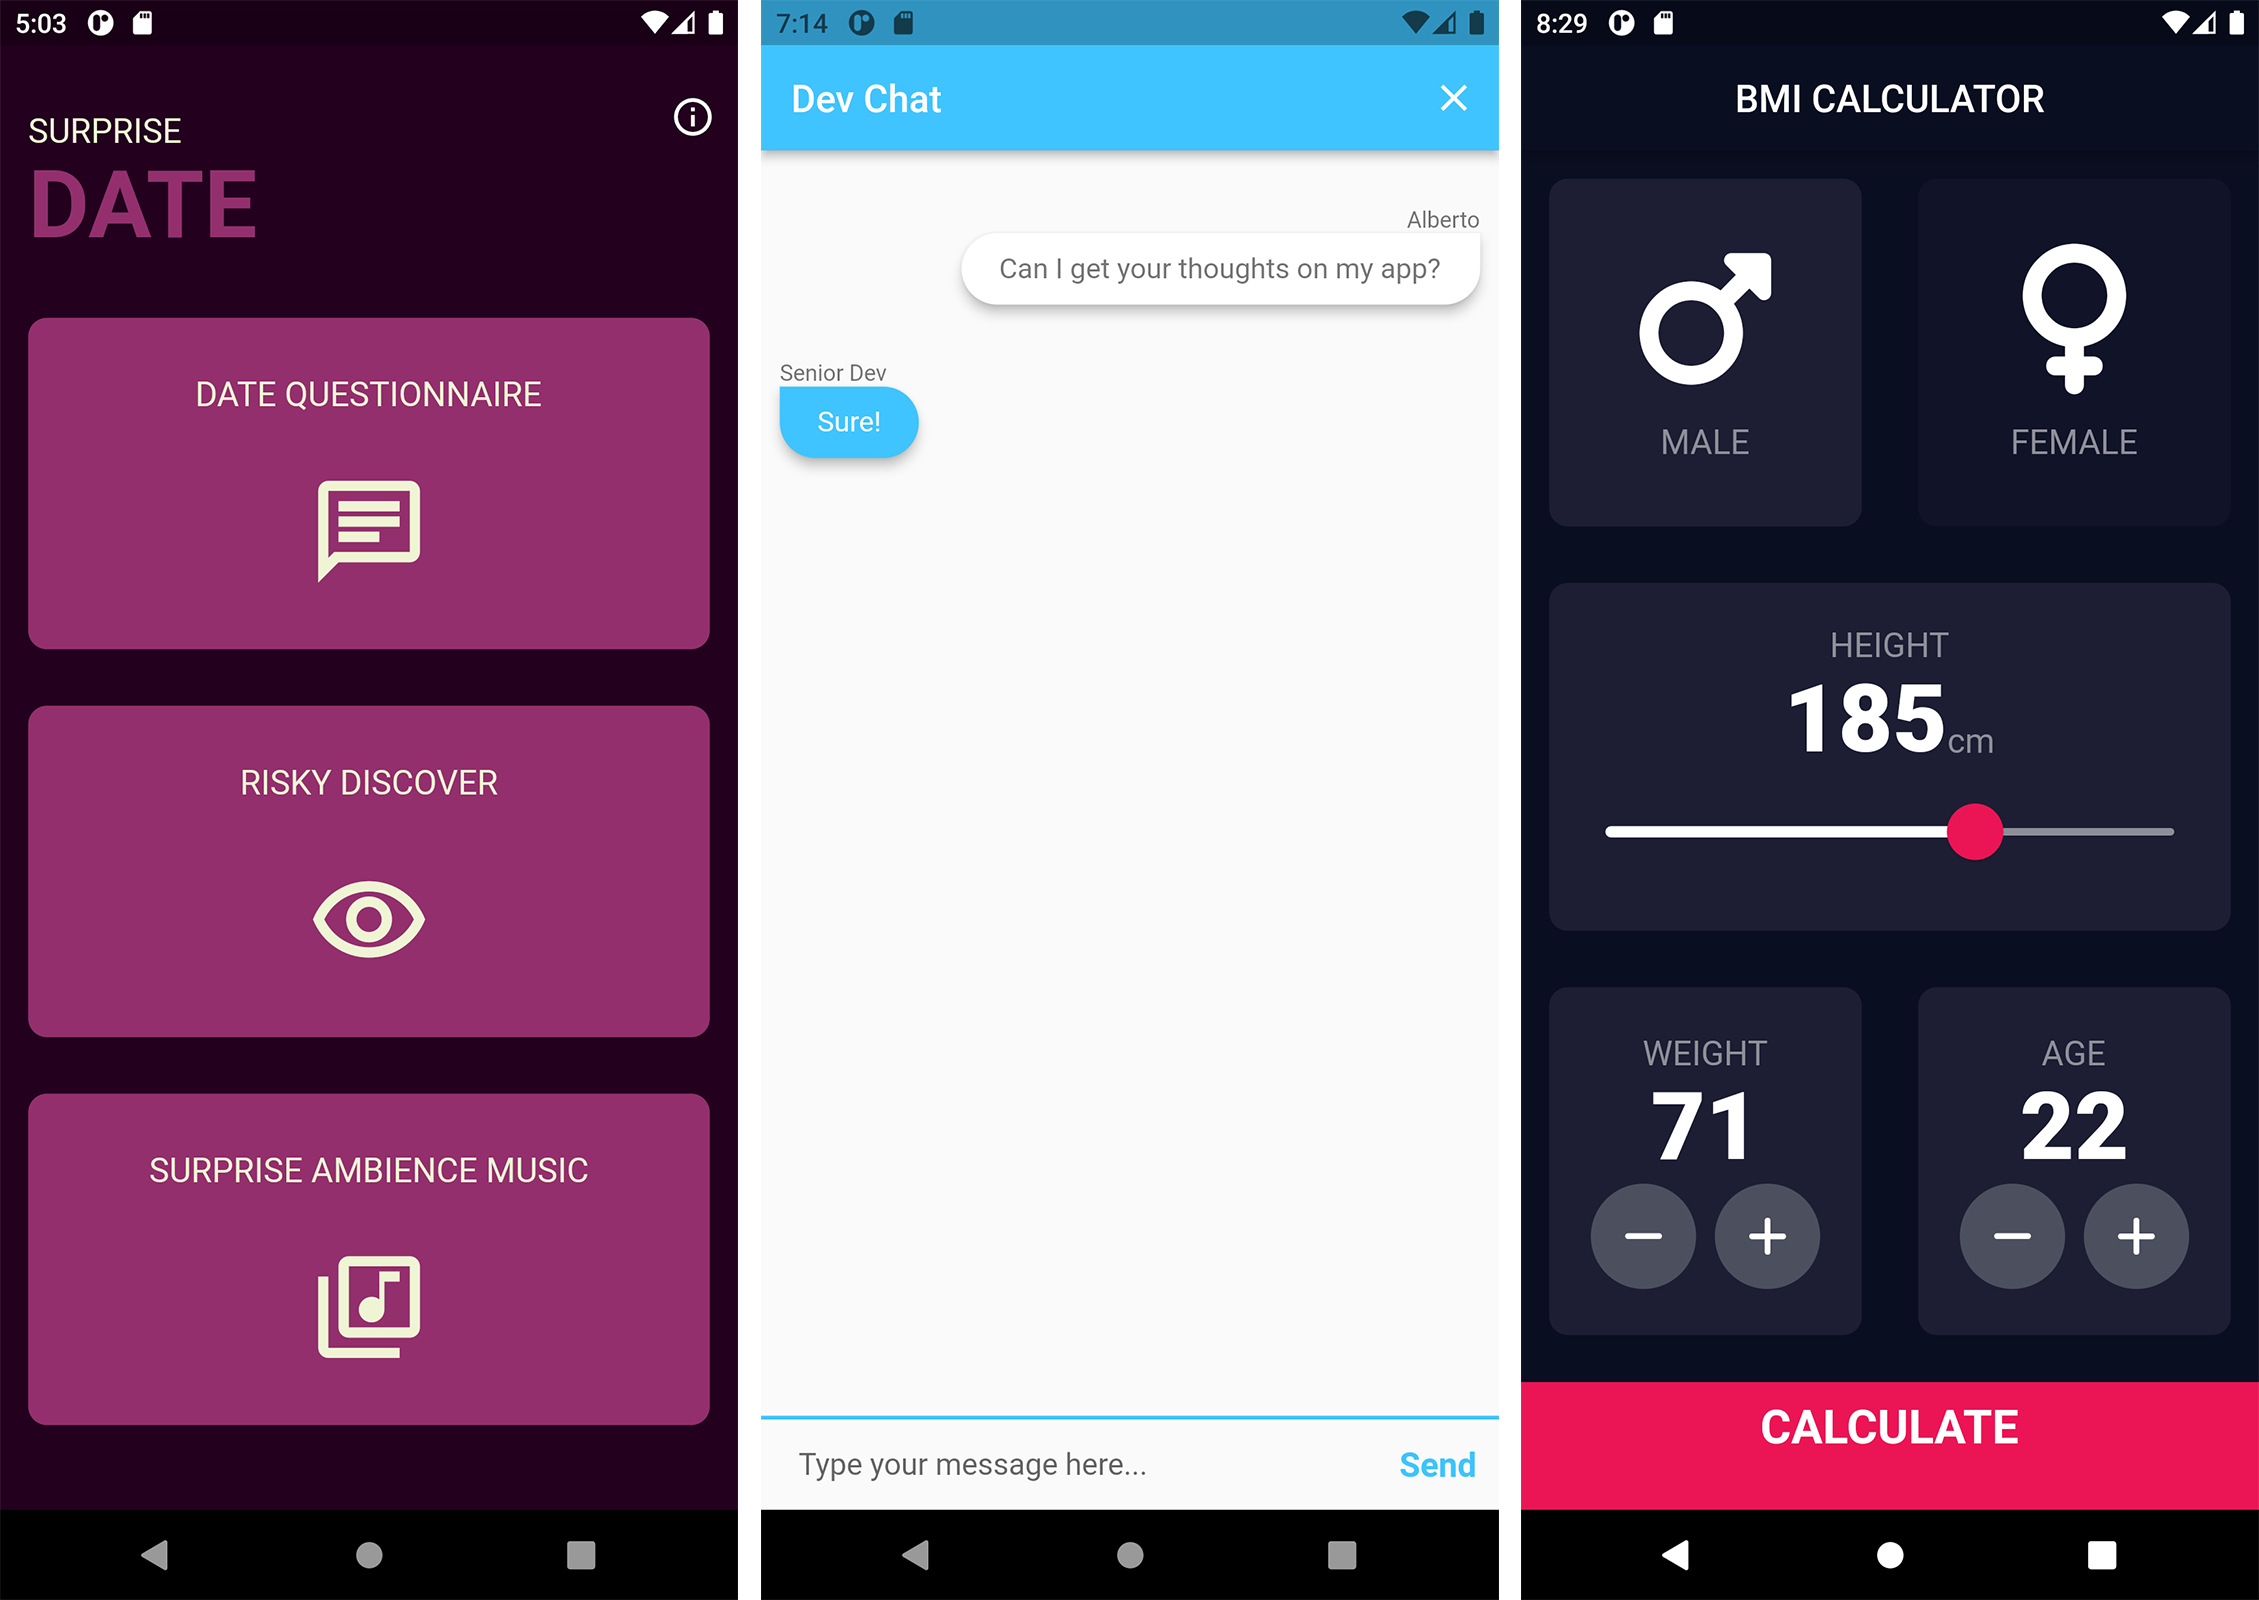 5:03
SURPRISE
DATE
DATE QUESTIONNAIRE
RISKY DISCOVER
SURPRISE AMBIENCE MUSIC
7:14
Dev Chat
Alberto
Can I get your thoughts on my app?
Senior Dev
Sure!
Type your message here...
Send
8:29
BMI CALCULATOR
MALE
FEMALE
HEIGHT
185cm
WEIGHT
71
AGE
22
CALCULATE